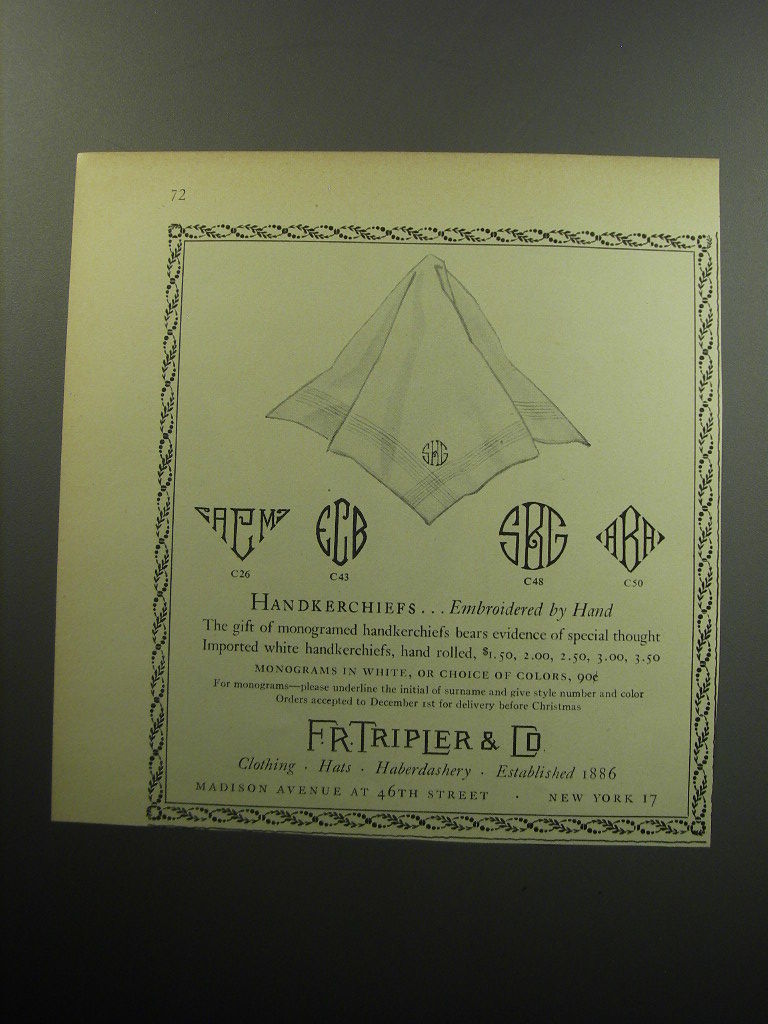 72
SKG
ACM
ECB
SKG
AKA
C26
C43
C48
C50
HANDKERCHIEFS... Embroidered by Hand
The gift of monogramed handkerchiefs bears evidence of special thought
Imported white handkerchiefs, hand rolled, $1.50, 2.00, 2.50, 3.00, 3.50
MONOGRAMS IN WHITE, OR CHOICE OF COLORS, 90¢
For monograms—please underline the initial of surname and give style number and color
Orders accepted to December 1st for delivery before Christmas
F.R. TRIPLER & CO.
Clothing · Hats · Haberdashery · Established 1886
MADISON AVENUE AT 46TH STREET · NEW YORK 17